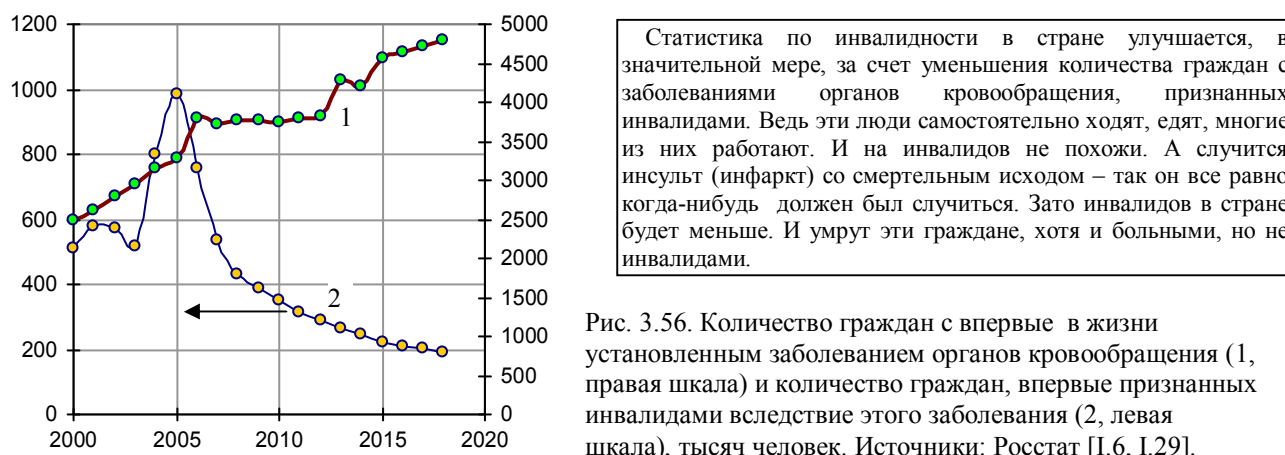 1200
1000
800
600
400
200
0
5000
4500
4000
3500
3000
2500
2000
1500
1000
500
0
2000
2005
2010
2015
2020
1
2
Статистика по инвалидности в стране улучшается, в
значительной мере, за счет уменьшения количества граждан с
заболеваниями органов кровообращения, признанных
инвалидами. Ведь эти люди самостоятельно ходят, едят, многие
из них работают. И на инвалидов не похожи. А случится
инсульт (инфаркт) со смертельным исходом – так он все равно
когда-нибудь должен был случиться. Зато инвалидов в стране
будет меньше. И умрут эти граждане, хотя и больными, но не
инвалидами.
Рис. 3.56. Количество граждан с впервые в жизни
установленным заболеванием органов кровообращения (1,
правая шкала) и количество граждан, впервые признанных
инвалидами вследствие этого заболевания (2, левая
шкала), тысяч человек. Источники: Росстат [I.6, I.29].